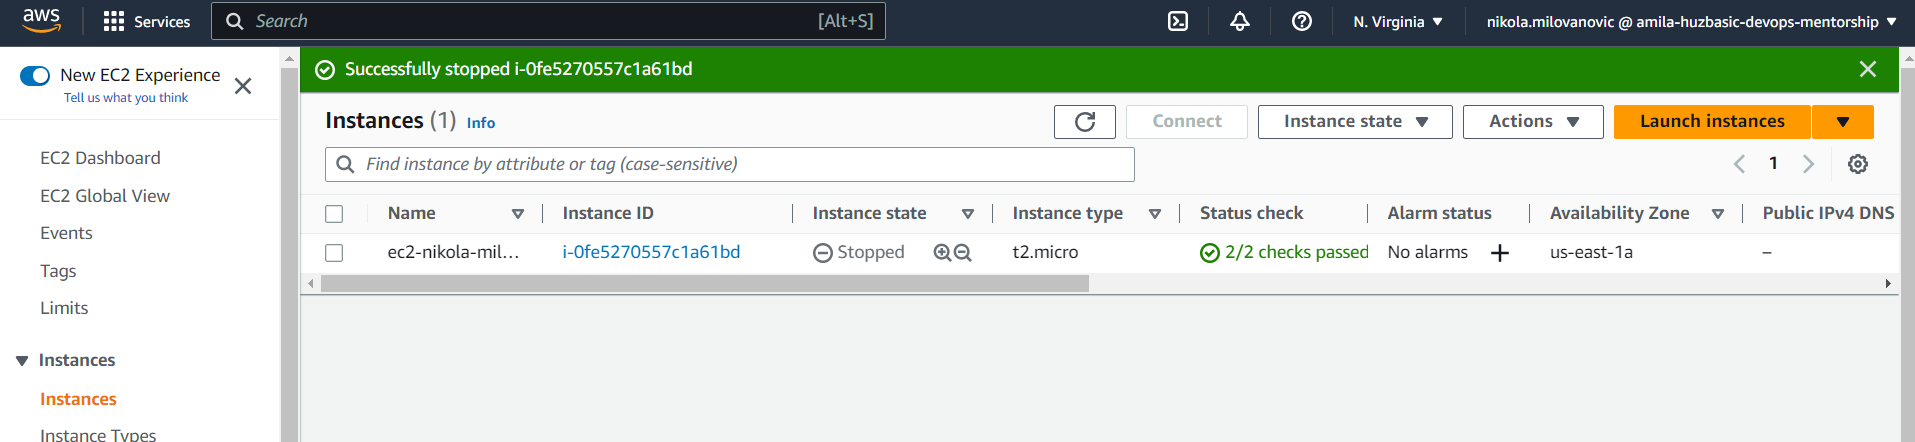 aws Services Search [Alt+S] N. Virginia nikola.milovanovic @ amila-huzbasic-devops-mentorship
New EC2 Experience
Tell us what you think
EC2 Dashboard
EC2 Global View
Events
Tags
Limits
Instances
Instances
Instance Types
Successfully stopped i-0fe5270557c1a61bd
Instances (1) Info Connect Instance state Actions Launch instances
Find instance by attribute or tag (case-sensitive) 1
Name Instance ID Instance state Instance type Status check Alarm status Availability Zone Public IPv4 DNS
ec2-nikola-mil... i-0fe5270557c1a61bd Stopped t2.micro 2/2 checks passed No alarms + us-east-1a –